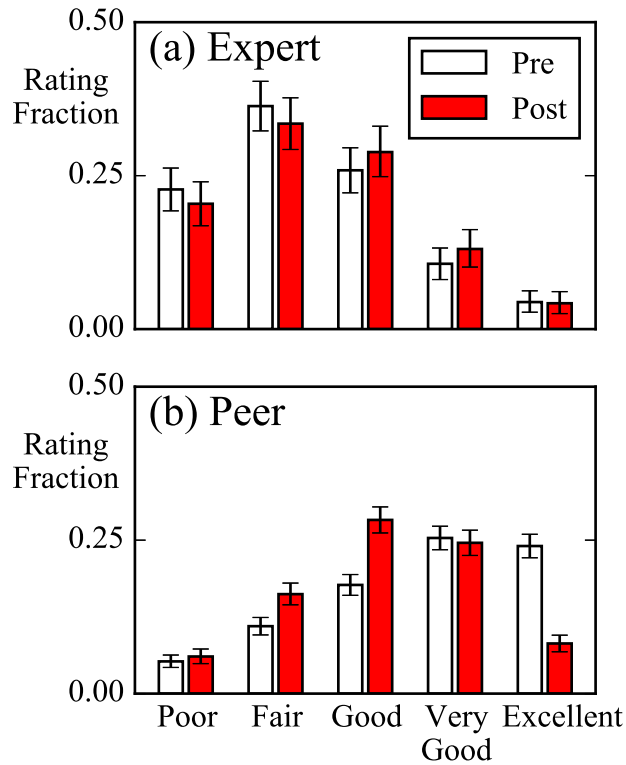 0.50
(a) Expert
Pre
Post
Rating
Fraction
0.25
0.00
0.50
(b) Peer
Rating
Fraction
0.25
0.00
Poor
Fair
Good
Very
Good
Excellent